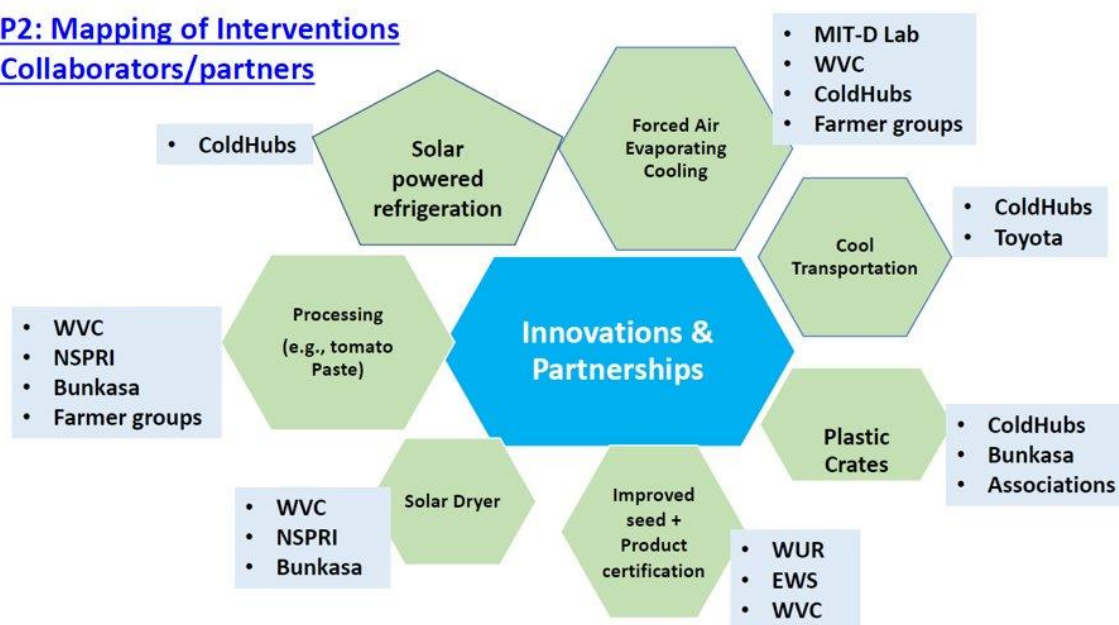 P2: Mapping of Interventions
Collaborators/partners
• MIT-D Lab
• WVC
• ColdHubs
• Farmer groups
Forced Air
Evaporating
Cooling
• ColdHubs
Solar
powered
refrigeration
• ColdHubs
• Toyota
Cool
Transportation
Processing
(e.g., tomato
Paste)
• WVC
• NSPRI
• Bunkasa
• Farmer groups
Innovations &
Partnerships
Plastic
Crates
• ColdHubs
• Bunkasa
• Associations
Solar Dryer
• WVC
• NSPRI
• Bunkasa
Improved
seed +
Product
certification
• WUR
• EWS
• WVC